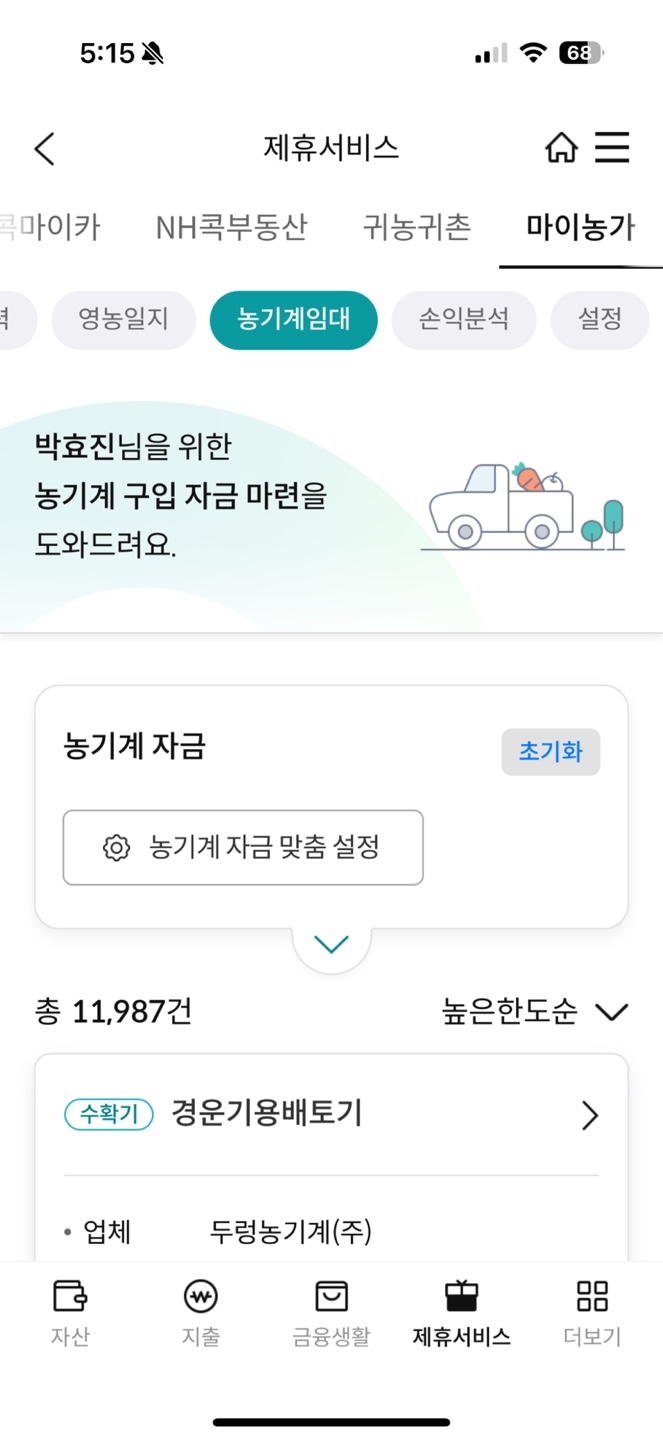 5:15
68
제휴서비스
콕마이카 NH콕부동산 귀농귀촌 마이농가
영농일지 농기계임대 손익분석 설정
박효진님을 위한
농기계 구입 자금 마련을
도와드려요.
농기계 자금 초기화
농기계 자금 맞춤 설정
총 11,987건 높은한도순
수확기 경운기용배토기
• 업체 두렁농기계(주)
자산 지출 금융생활 제휴서비스 더보기